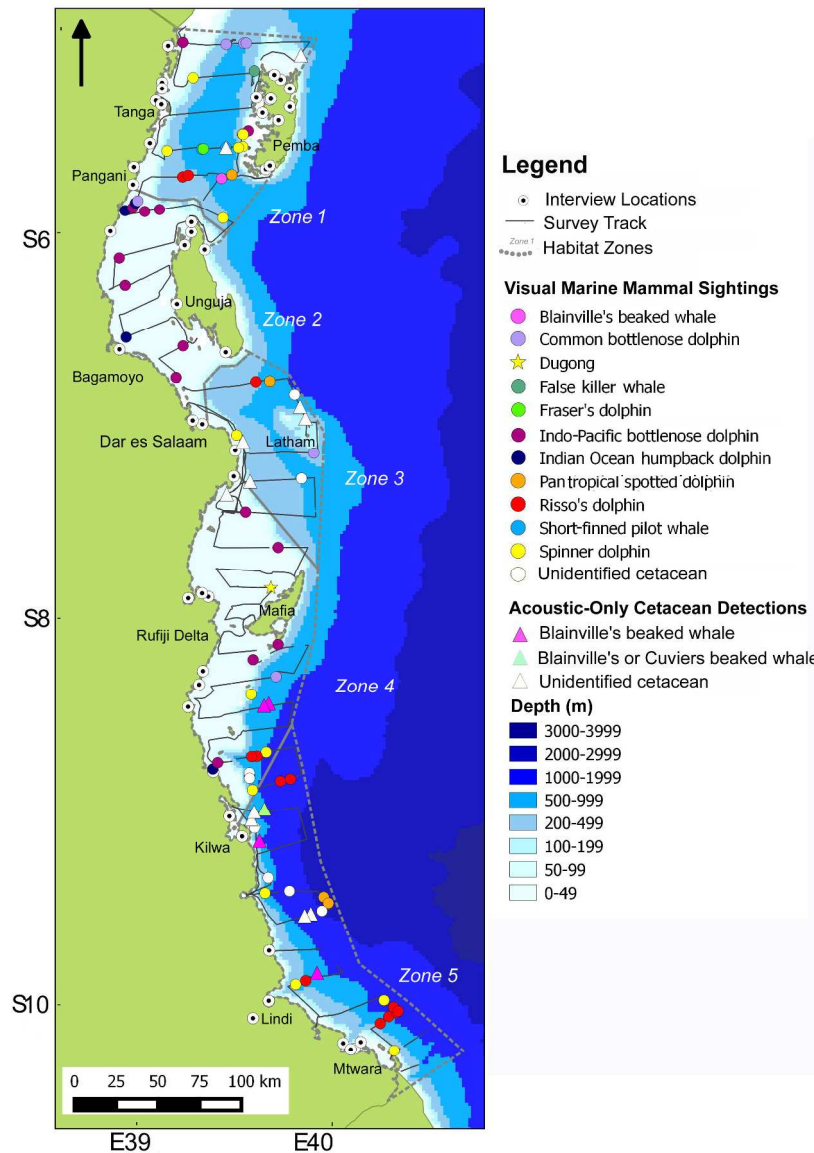 Tanga
Pemba
Pangani
Zone 1
S6
Unguja
Zone 2
Bagamoyo
Dar es Salaam
Latham
Zone 3
Mafia
S8
Rufiji Delta
Zone 4
Kilwa
Zone 5
S10
Lindi
Mtwara
0 25 50 75 100 km
E39 E40
Legend
Interview Locations
Survey Track
Zone 1
Habitat Zones
Visual Marine Mammal Sightings
Blainville's beaked whale
Common bottlenose dolphin
Dugong
False killer whale
Fraser's dolphin
Indo-Pacific bottlenose dolphin
Indian Ocean humpback dolphin
Pantropical spotted dolphin
Risso's dolphin
Short-finned pilot whale
Spinner dolphin
Unidentified cetacean
Acoustic-Only Cetacean Detections
Blainville's beaked whale
Blainville's or Cuviers beaked whale
Unidentified cetacean
Depth (m)
3000-3999
2000-2999
1000-1999
500-999
200-499
100-199
50-99
0-49